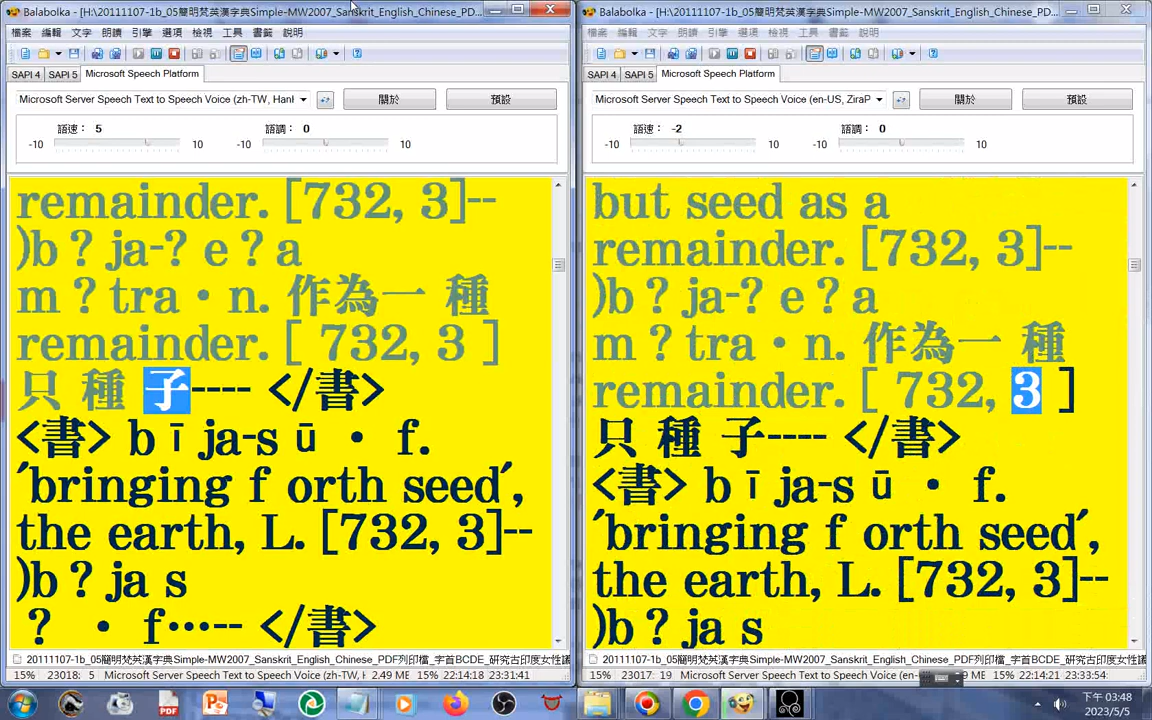 Balabolka - [H:\20111107-1b_05簡明梵英漢字典Simple-MW2007_Sanskrit_English_Chinese_PD...
檔案 編輯 文字 朗讀 引擎 選項 檢視 工具 書籤 說明
SAPI 4 SAPI 5 Microsoft Speech Platform
Microsoft Server Speech Text to Speech Voice (zh-TW, Hanl
關於 預設
語速： 5 語調： 0
-10 10 -10 10
remainder. [732, 3]--
)b？ja-？e？a
m？tra•n. 作為一 種
remainder. [ 732, 3 ]
只 種 子---- </書>
<書> bīja-sū • f.
'bringing f orth seed',
the earth, L. [732, 3]--
)b？ja s
？ • f…-- </書>
20111107-1b_05簡明梵英漢字典Simple-MW2007_Sanskrit_English_Chinese_PDF列印檔_字首BCDE_研究古印度女性議
15% 23018: 5 Microsoft Server Speech Text to Speech Voice (zh-TW, H 2.49 MB 15% 22:14:18 23:31:41
Balabolka - [H:\20111107-1b_05簡明梵英漢字典Simple-MW2007_Sanskrit_English_Chinese_PD...
檔案 編輯 文字 朗讀 引擎 選項 檢視 工具 書籤 說明
SAPI 4 SAPI 5 Microsoft Speech Platform
Microsoft Server Speech Text to Speech Voice (en-US, ZiraP
關於 預設
語速： -2 語調： 0
-10 10 -10 10
but seed as a
remainder. [732, 3]--
)b？ja-？e？a
m？tra•n. 作為一 種
remainder. [ 732, 3 ]
只 種 子---- </書>
<書> bīja-sū • f.
'bringing f orth seed',
the earth, L. [732, 3]--
)b？ja s
20111107-1b_05簡明梵英漢字典Simple-MW2007_Sanskrit_English_Chinese_PDF列印檔_字首BCDE_研究古印度女性議
15% 23017: 19 Microsoft Server Speech Text to Speech Voice (en-US 15% 22:14:21 23:33:54
下午 03:48
2023/5/5